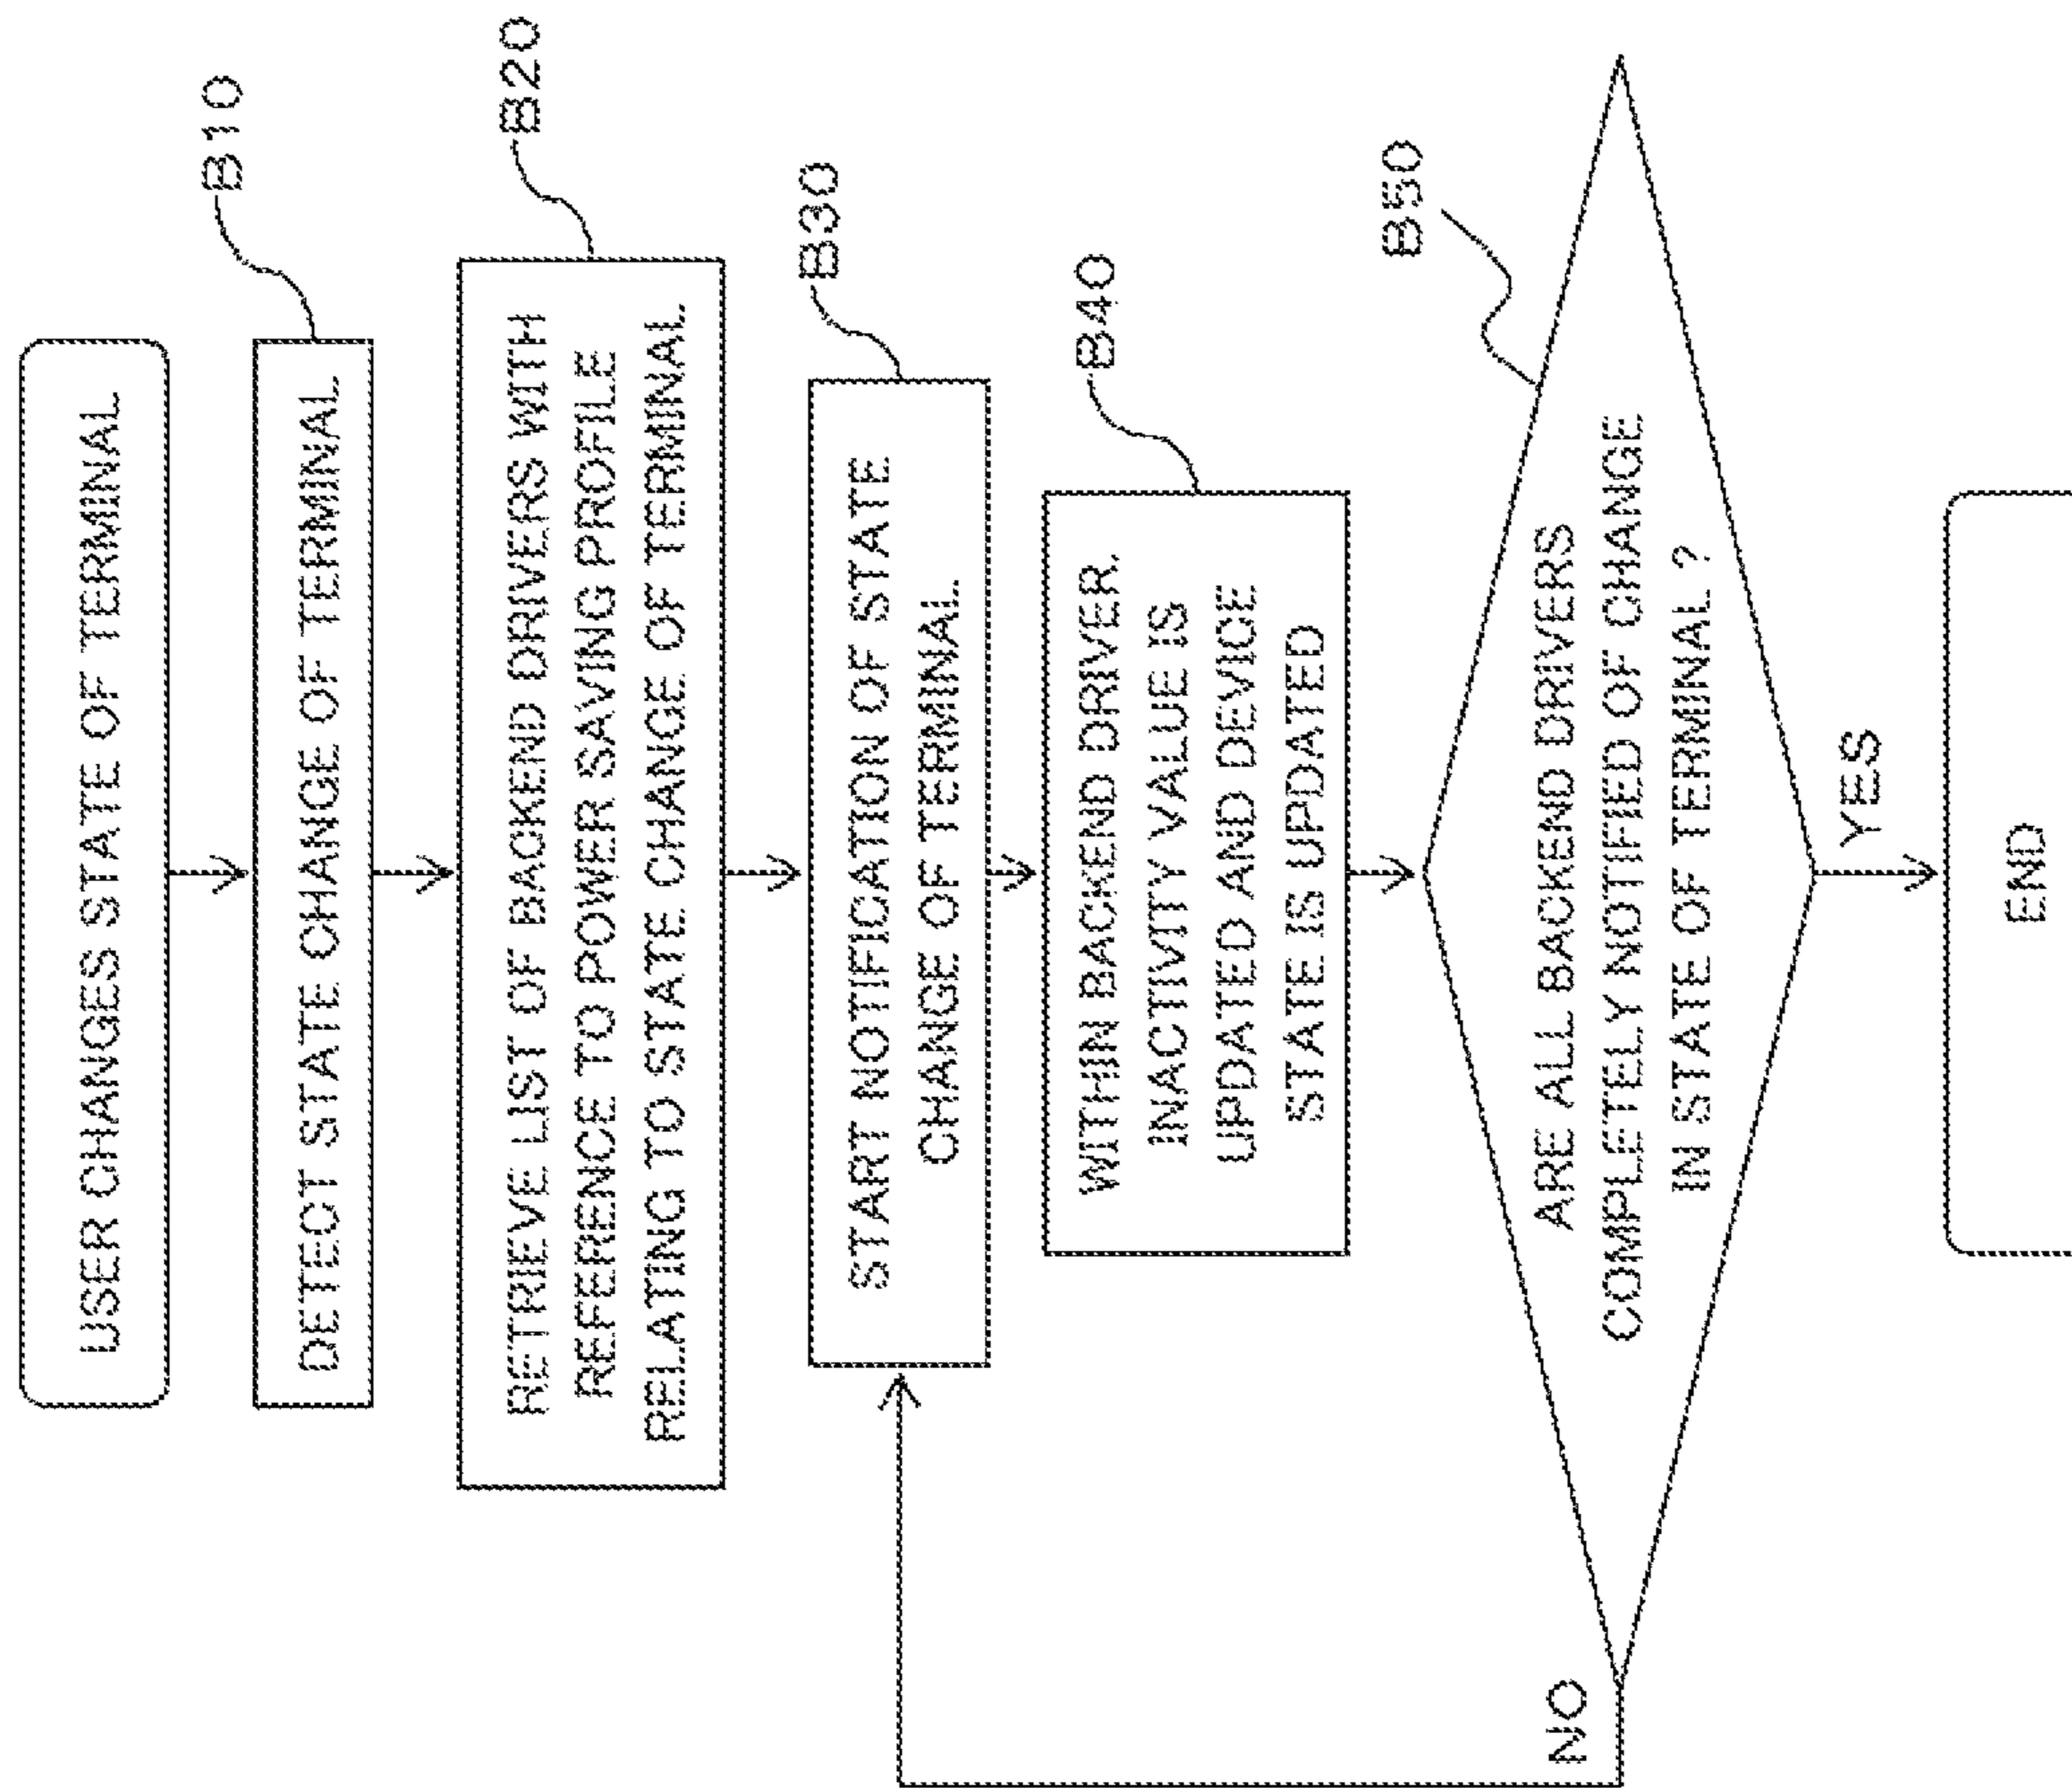 USER CHANGES STATE OF TERMINAL
B10
DETECT STATE CHANGE OF TERMINAL
B20
RETRIEVE LIST OF BACKEND DRIVERS WITH
REFERENCE TO POWER SAVING PROFILE
RELATING TO STATE CHANGE OF TERMINAL
B30
START NOTIFICATION OF STATE
CHANGE OF TERMINAL
B40
WITHIN BACKEND DRIVER,
INACTIVITY VALUE IS
UPDATED AND DEVICE
STATE IS UPDATED
B50
ARE ALL BACKEND DRIVERS
COMPLETELY NOTIFIED OF CHANGE
IN STATE OF TERMINAL ?
NO
YES
END